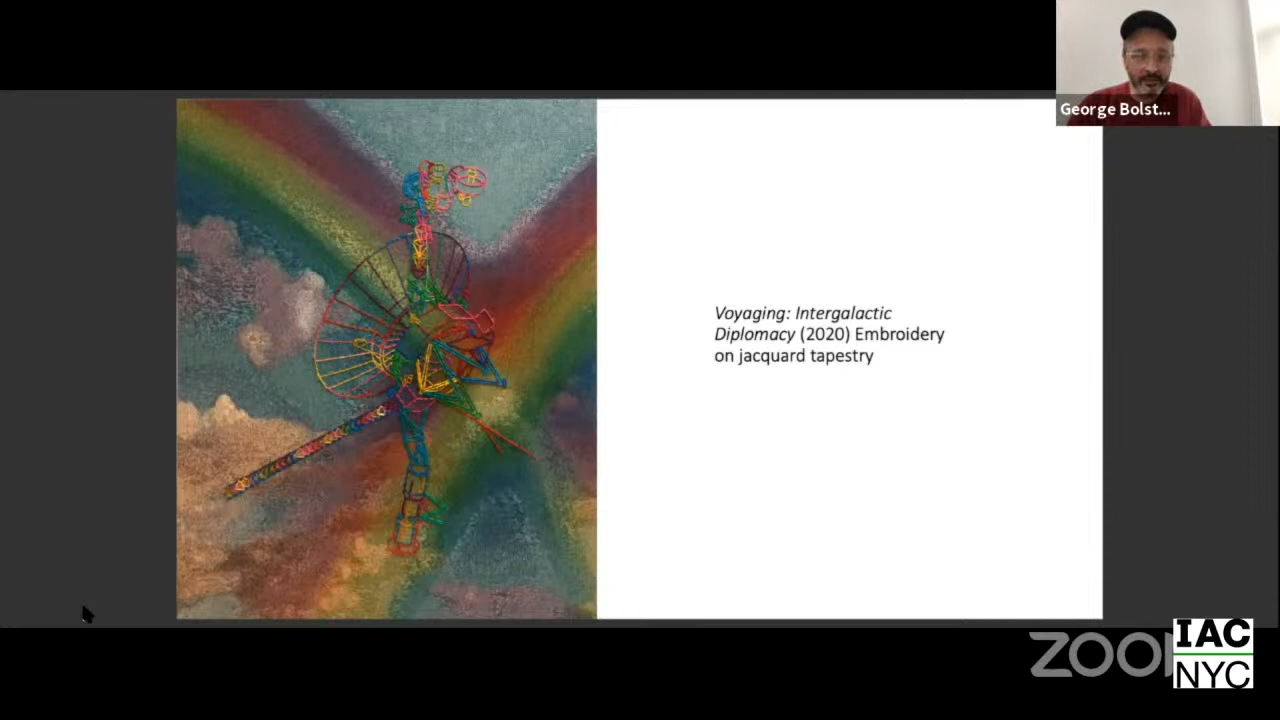 George Bolst...
Voyaging: Intergalactic
Diplomacy (2020) Embroidery
on jacquard tapestry
ZOO
IAC
NYC